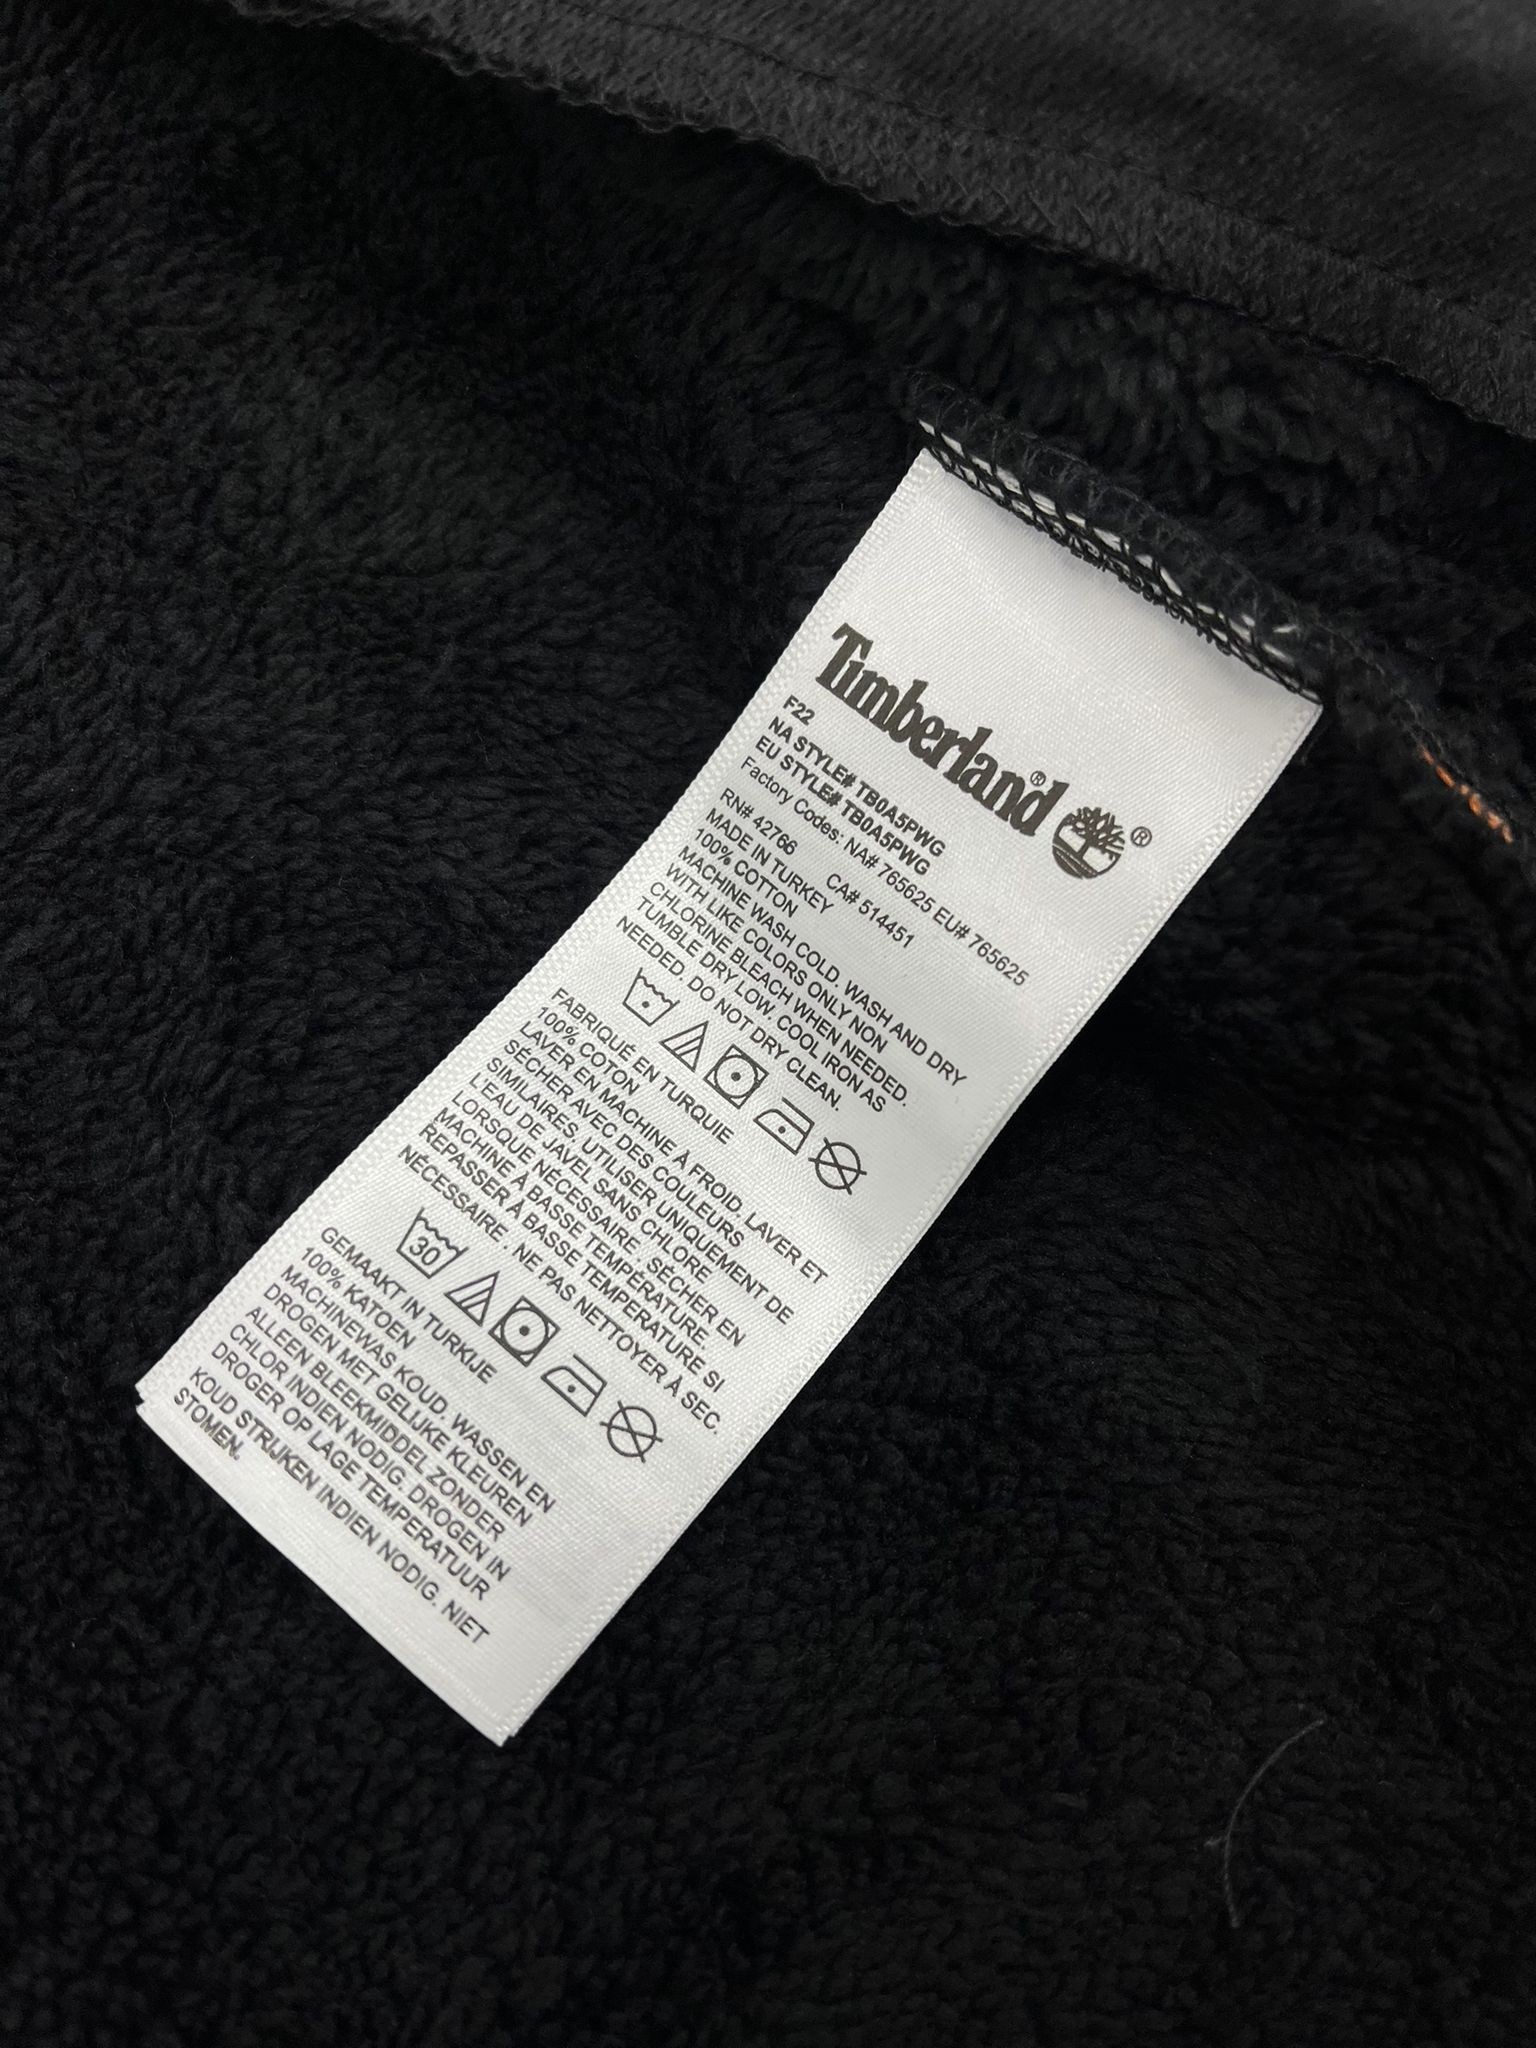 Timberland®
®
F22
NA STYLE# TB0A5PWG
EU STYLE# TB0A5PWG
Factory Codes: NA# 765625 EU# 765625
RN# 42766 CA# 514451
MADE IN TURKEY
100% COTTON
MACHINE WASH COLD. WASH AND DRY
WITH LIKE COLORS ONLY NON
CHLORINE BLEACH WHEN NEEDED.
TUMBLE DRY LOW. COOL IRON AS
NEEDED. DO NOT DRY CLEAN.
FABRIQUÉ EN TURQUIE
100% COTON
LAVER EN MACHINE À FROID. LAVER ET
SÉCHER AVEC DES COULEURS
SIMILAIRES. UTILISER UNIQUEMENT DE
L'EAU DE JAVEL SANS CHLORE
LORSQUE NÉCESSAIRE . SÉCHER EN
MACHINE À BASSE TEMPÉRATURE.
REPASSER À BASSE TEMPERATURE SI
NÉCESSAIRE . NE PAS NETTOYER À SEC.
30
GEMAAKT IN TURKIJE
100% KATOEN
MACHINEWAS KOUD. WASSEN EN
DROGEN MET GELIJKE KLEUREN
ALLEEN BLEEKMIDDEL ZONDER
CHLOR INDIEN NODIG. DROGEN IN
DROGER OP LAGE TEMPERATUUR
KOUD STRIJKEN INDIEN NODIG. NIET
STOMEN.